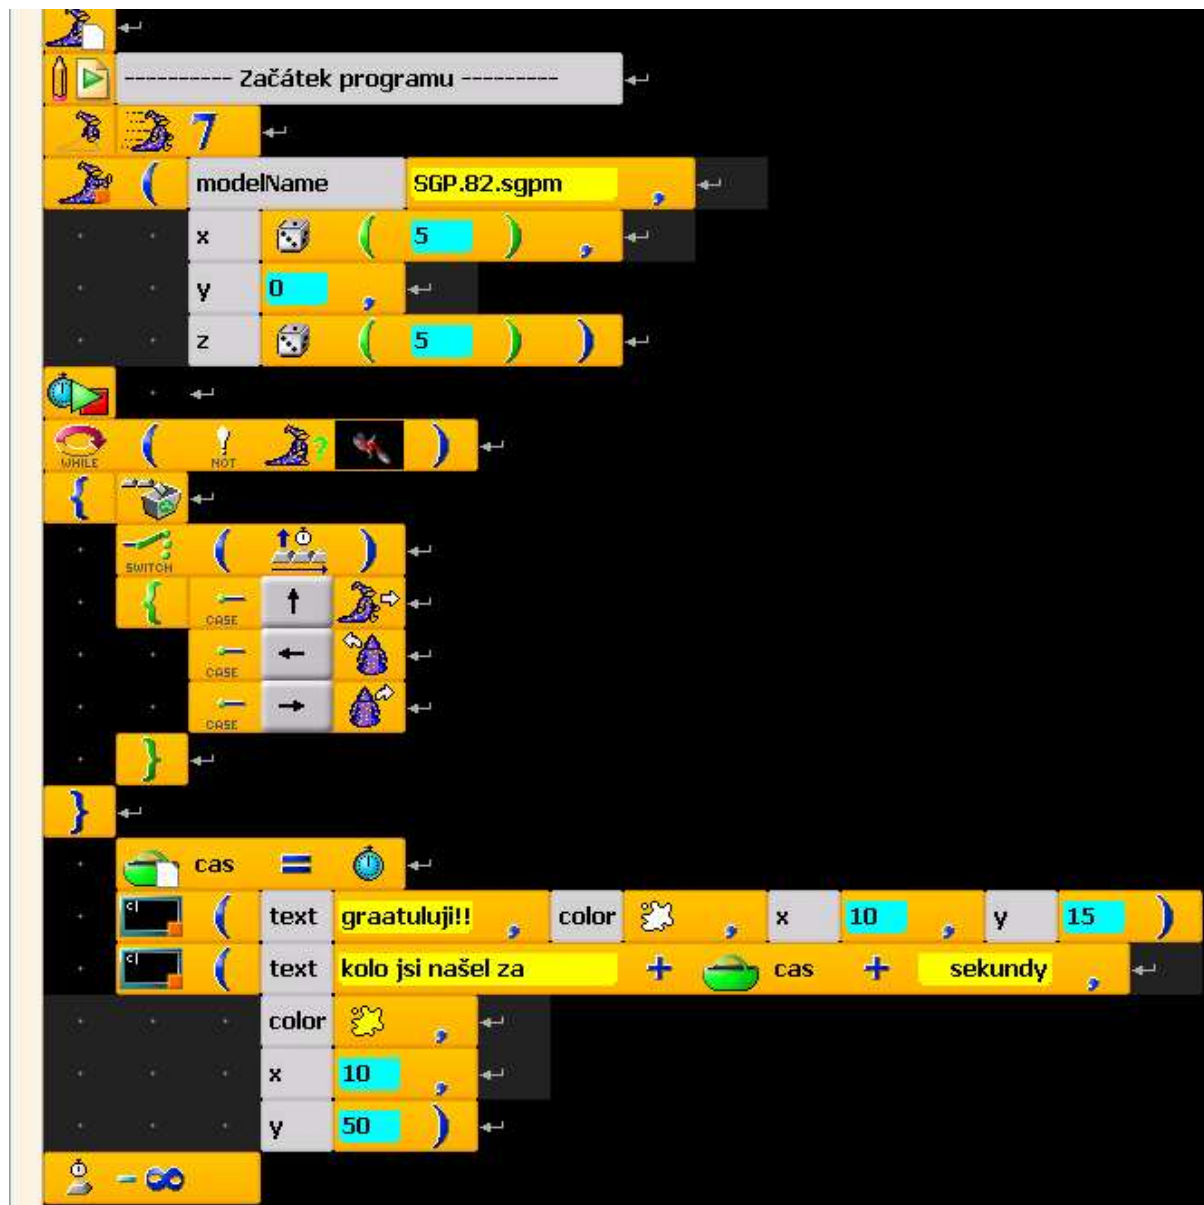 ---------- Začátek programu ---------
7
( modelName SGP.82.sgpm ,
x ( 5 ) ,
y 0 ,
z ( 5 ) )
WHILE ( NOT ? )
{
SWITCH ( )
{ CASE ↑
CASE ←
CASE →
}
}
cas =
c| ( text graatuluji!! , color , x 10 , y 15 )
c| ( text kolo jsi našel za + cas + sekundy ,
color ,
x 10 ,
y 50 )
- ∞